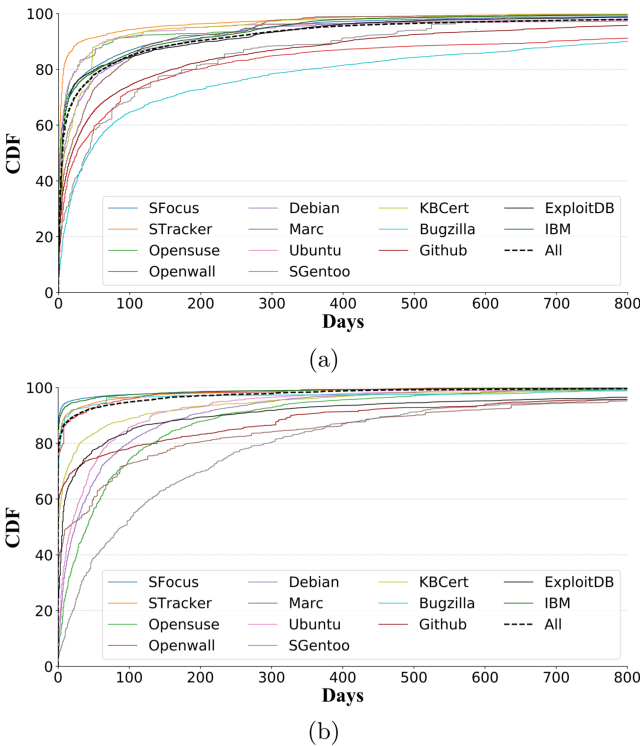 100
80
60
40
20
0
CDF
SFocus Debian KBCert ExploitDB
STracker Marc Bugzilla IBM
Opensuse Ubuntu Github All
Openwall SGentoo
0 100 200 300 400 500 600 700 800
Days
(a)
100
80
60
40
20
0
CDF
SFocus Debian KBCert ExploitDB
STracker Marc Bugzilla IBM
Opensuse Ubuntu Github All
Openwall SGentoo
0 100 200 300 400 500 600 700 800
Days
(b)